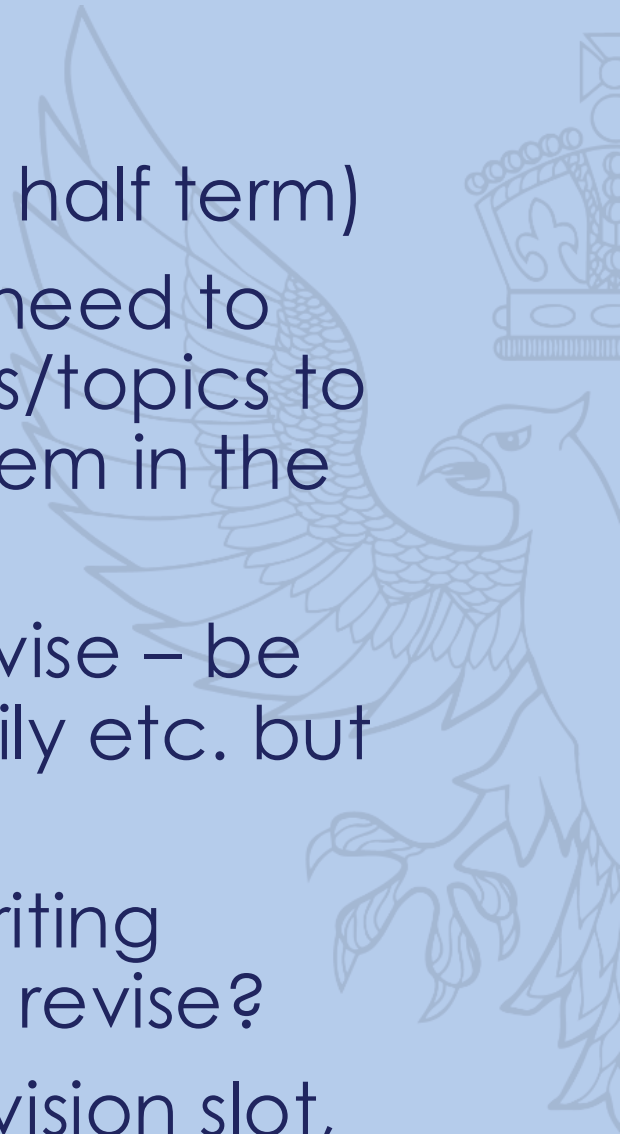 half term)
need to
s/topics to
em in the
vise – be
ily etc. but
riting
revise?
vision slot,